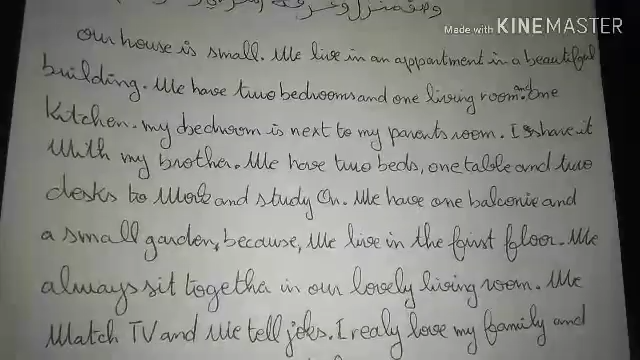 Made with KINEMASTER
our house is small. We live in an appartment in a beautiful
building. We have two bedrooms and one living room and one
Kitchen. my bedroom is next to my parents room. I share it
With my brother. We have two beds, one table and two
desks to Work and study On. We have one balconie and
a small garden, because, We live in the first floor. We
always sit together in our lovely living room. We
Watch TV and We tell jokes. I realy love my family and